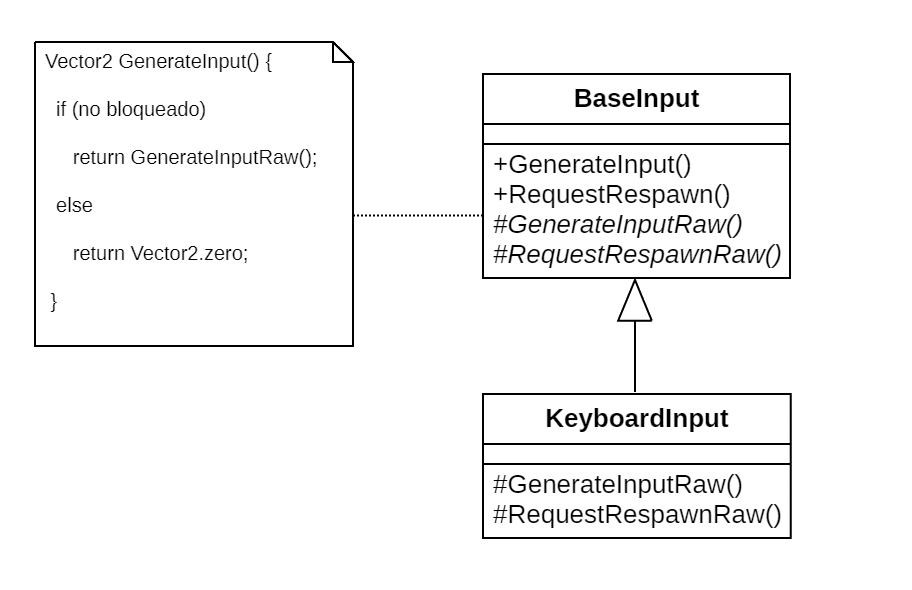 Vector2 GenerateInput() {
if (no bloqueado)
return GenerateInputRaw();
else
return Vector2.zero;
}
BaseInput
+GenerateInput()
+RequestRespawn()
#GenerateInputRaw()
#RequestRespawnRaw()
KeyboardInput
#GenerateInputRaw()
#RequestRespawnRaw()